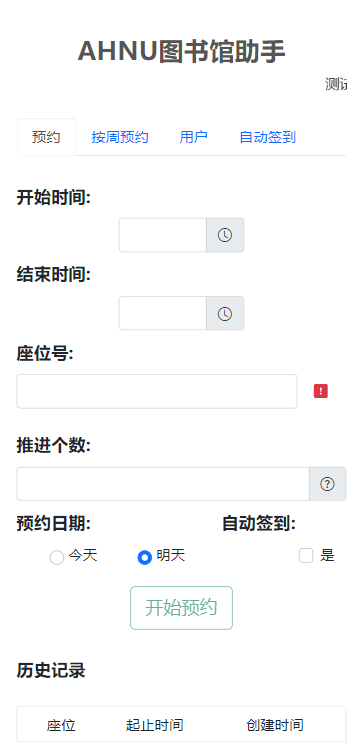 AHNU图书馆助手
测试
预约 按周预约 用户 自动签到
开始时间:
结束时间:
座位号:
推进个数:
预约日期: 自动签到:
今天 明天 是
开始预约
历史记录
座位 起止时间 创建时间